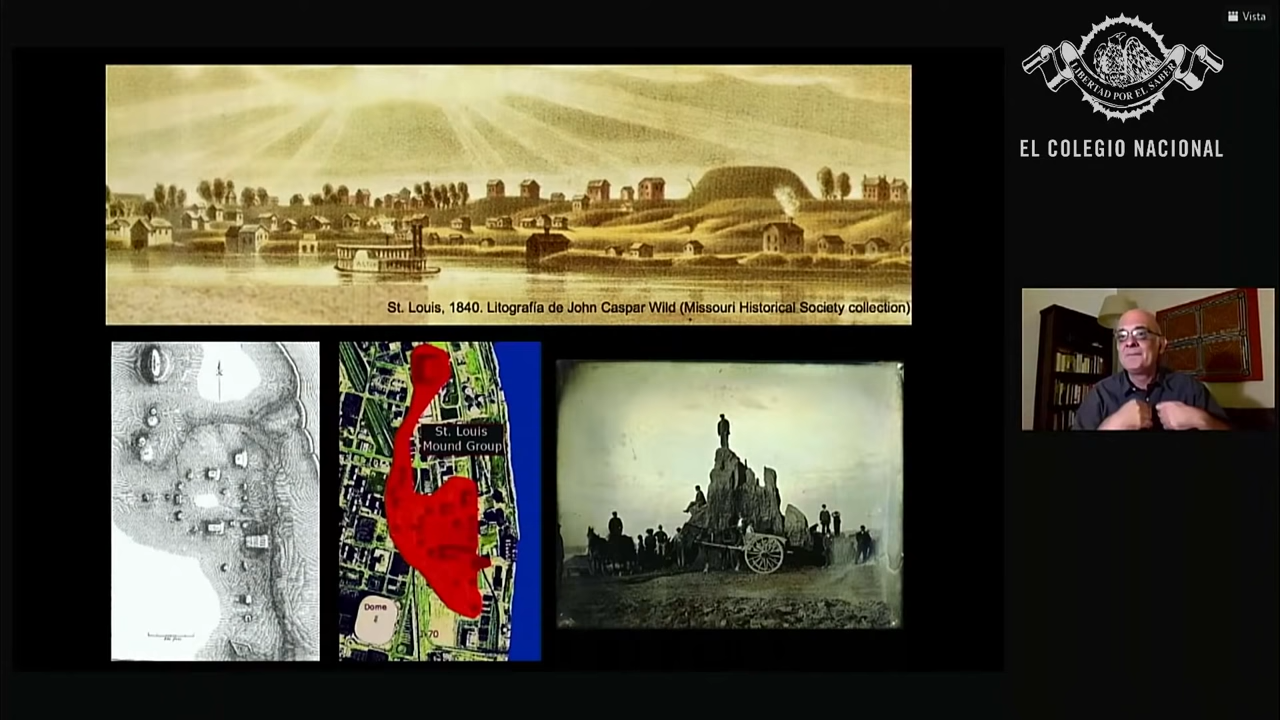 Vista
LIBERTAD POR EL SABER
EL COLEGIO NACIONAL
St. Louis, 1840. Litografía de John Caspar Wild (Missouri Historical Society collection)
St. Louis
Mound Group
Dome
I-70